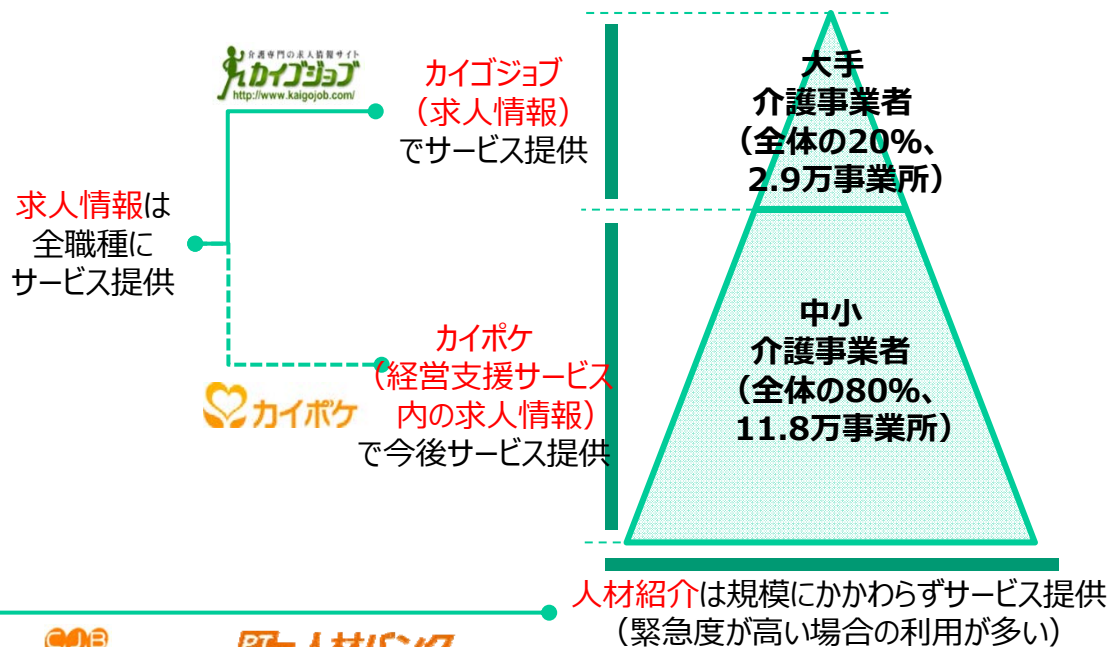 介護専門の求人情報サイト
カイゴジョブ
http://www.kaigojob.com/
カイゴジョブ
（求人情報）
でサービス提供
大手
介護事業者
（全体の20%、
2.9万事業所）
求人情報は
全職種に
サービス提供
カイポケ
（経営支援サービス
内の求人情報）
で今後サービス提供
カイポケ
中小
介護事業者
（全体の80%、
11.8万事業所）
人材紹介は規模にかかわらずサービス提供
（緊急度が高い場合の利用が多い）
人材バンク